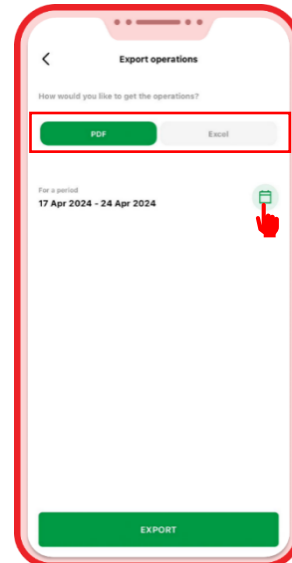 Export operations
How would you like to get the operations?
PDF Excel
For a period
17 Apr 2024 - 24 Apr 2024
EXPORT